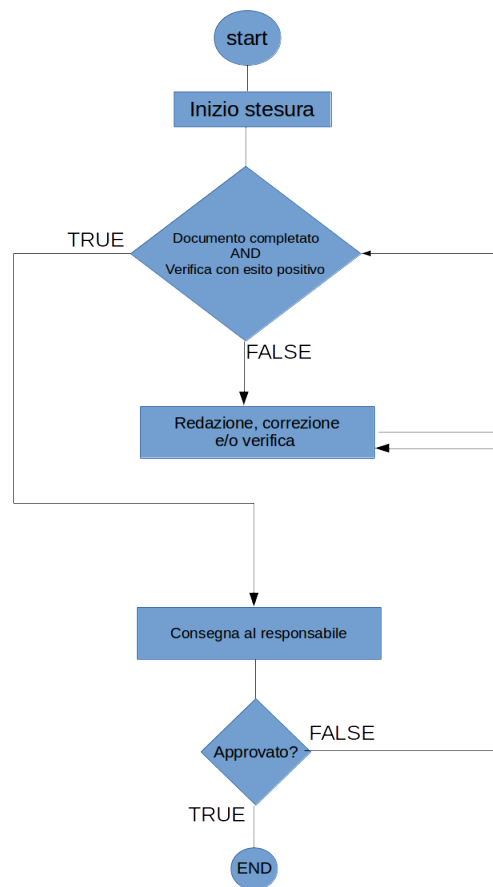 start
Inizio stesura
TRUE
Documento completato
AND
Verifica con esito positivo
FALSE
Redazione, correzione
e/o verifica
Consegna al responsabile
Approvato?
FALSE
TRUE
END